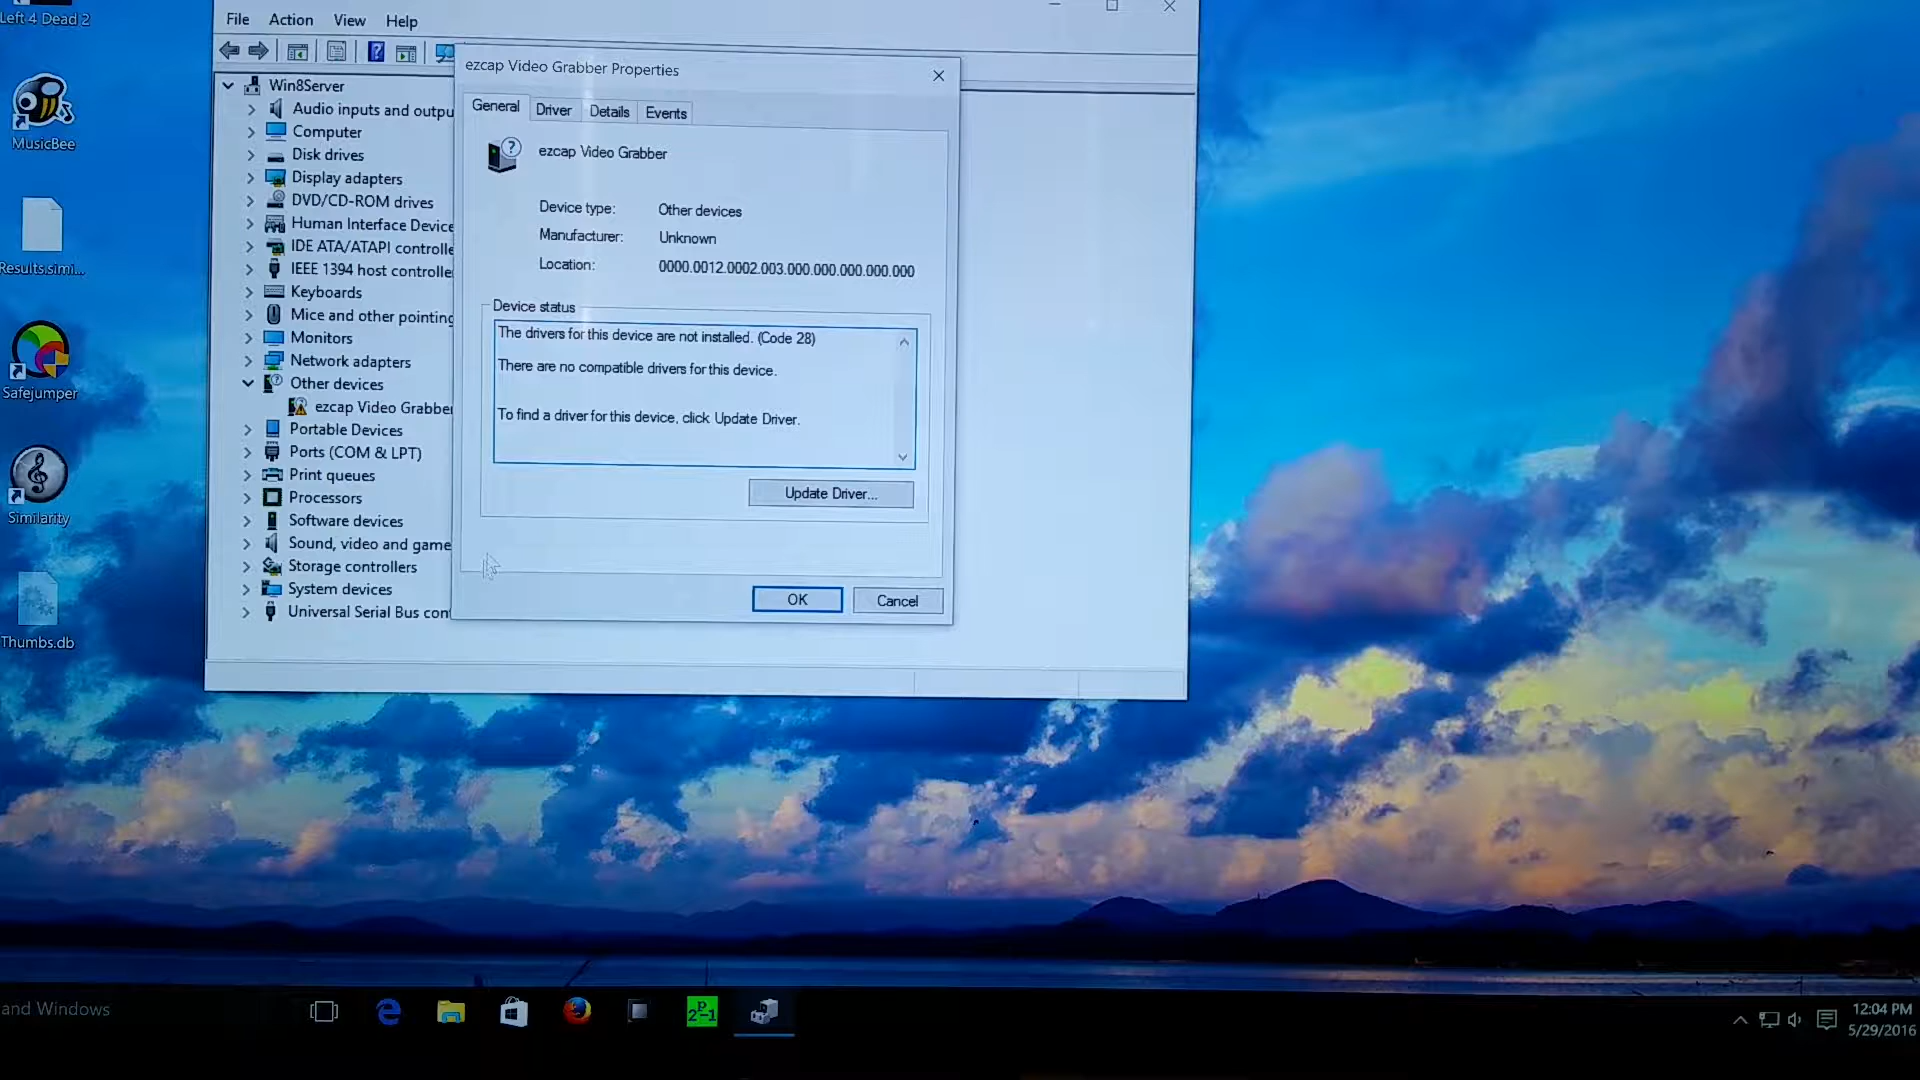 Left 4 Dead 2
MusicBee
Results.simi...
Safejumper
Similarity
Thumbs.db
File Action View Help
Win8Server
Audio inputs and outpu
Computer
Disk drives
Display adapters
DVD/CD-ROM drives
Human Interface Device
IDE ATA/ATAPI controlle
IEEE 1394 host controlle
Keyboards
Mice and other pointing
Monitors
Network adapters
Other devices
ezcap Video Grabber
Portable Devices
Ports (COM & LPT)
Print queues
Processors
Software devices
Sound, video and game
Storage controllers
System devices
Universal Serial Bus con
ezcap Video Grabber Properties
General Driver Details Events
ezcap Video Grabber
Device type: Other devices
Manufacturer: Unknown
Location: 0000.0012.0002.003.000.000.000.000.000
Device status
The drivers for this device are not installed. (Code 28)
There are no compatible drivers for this device.
To find a driver for this device, click Update Driver.
Update Driver...
OK Cancel
and Windows
2P-1
12:04 PM
5/29/2016